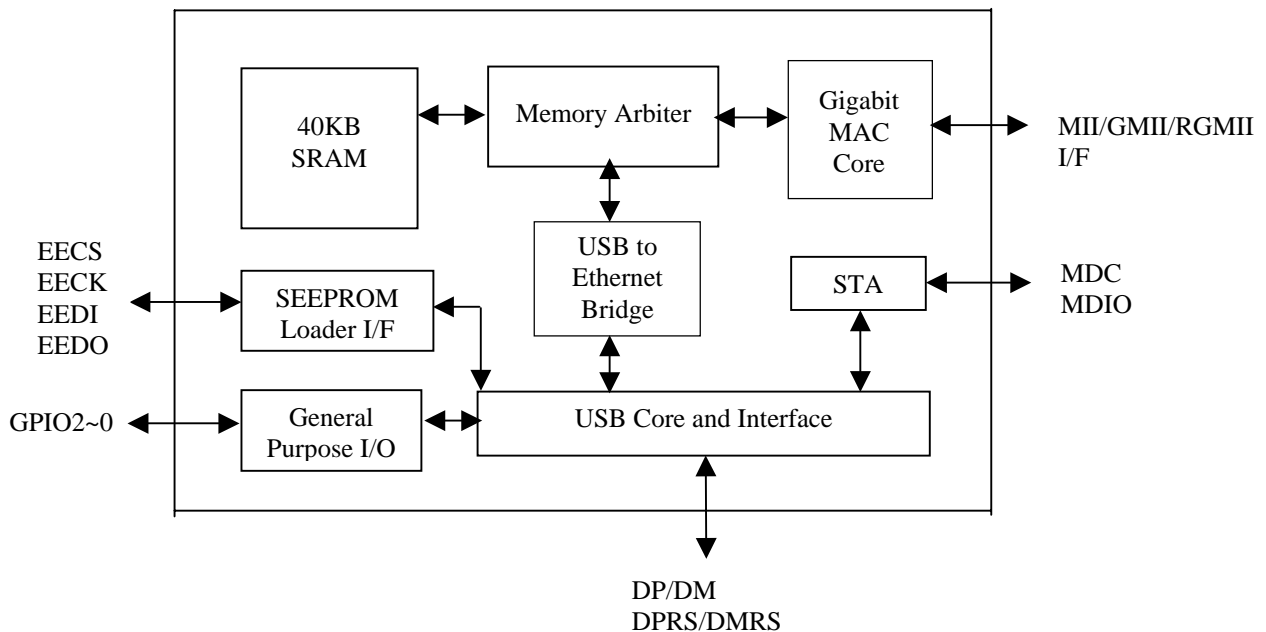 40KB
SRAM
Memory Arbiter
Gigabit
MAC
Core
MII/GMII/RGMII
I/F
EECS
EECK
EEDI
EEDO
SEEPROM
Loader I/F
USB to
Ethernet
Bridge
STA
MDC
MDIO
GPIO2~0
General
Purpose I/O
USB Core and Interface
DP/DM
DPRS/DMRS